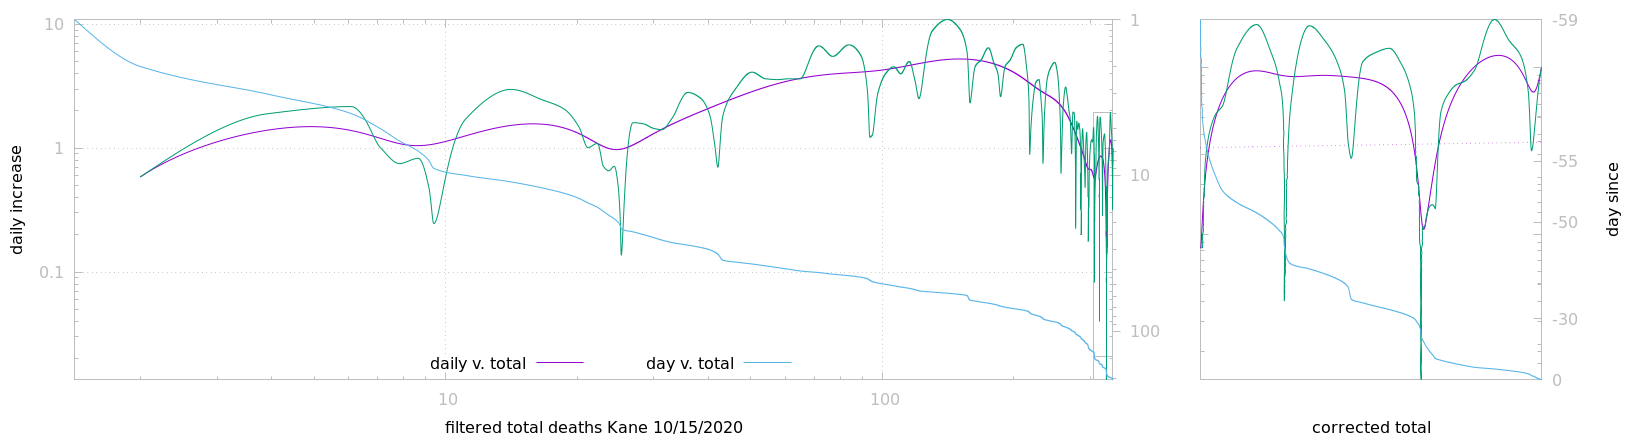 10
1
0.1
daily increase
10
100
1
10
100
daily v. total
day v. total
filtered total deaths Kane 10/15/2020
-59
-55
-50
-30
0
day since
corrected total